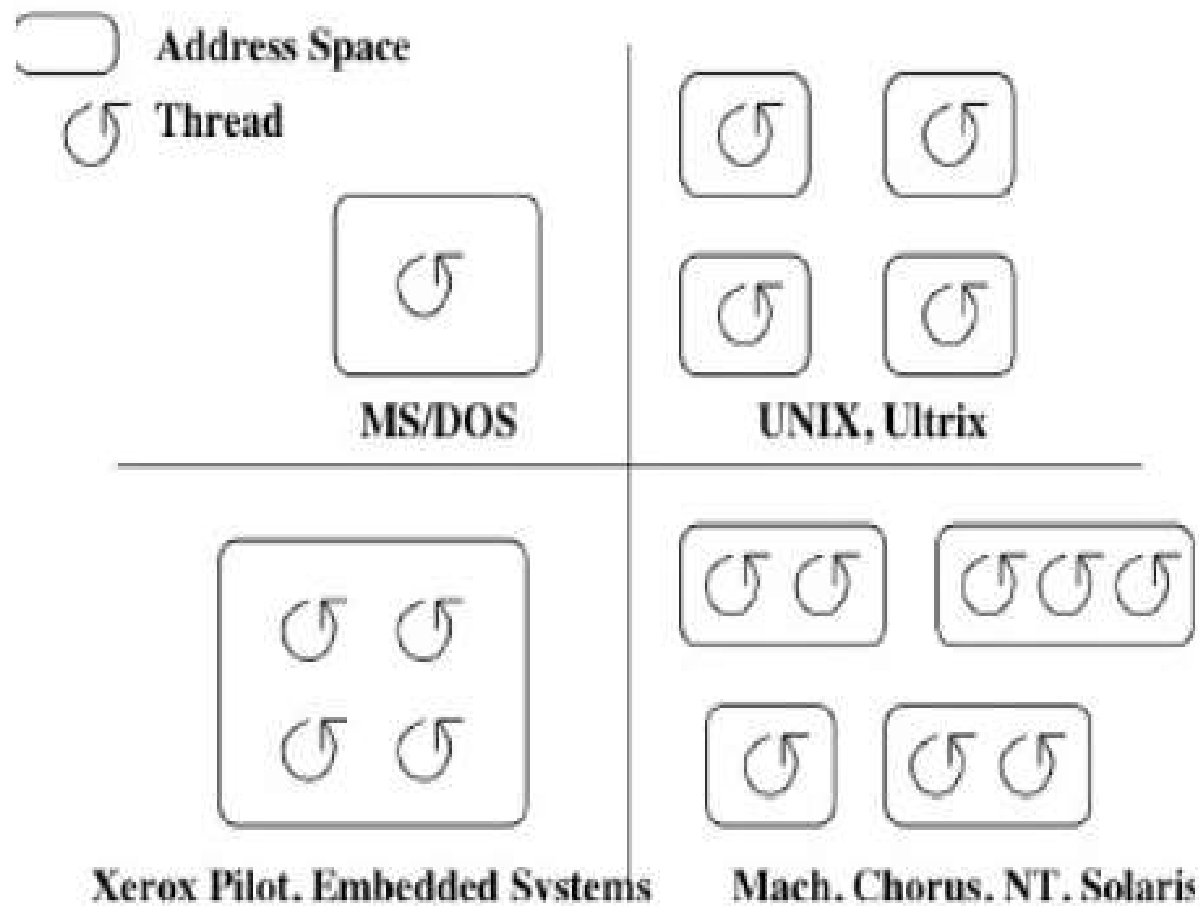 Address Space
Thread
MS/DOS
UNIX, Ultrix
Xerox Pilot. Embedded Systems
Mach. Chorus. NT. Solaris